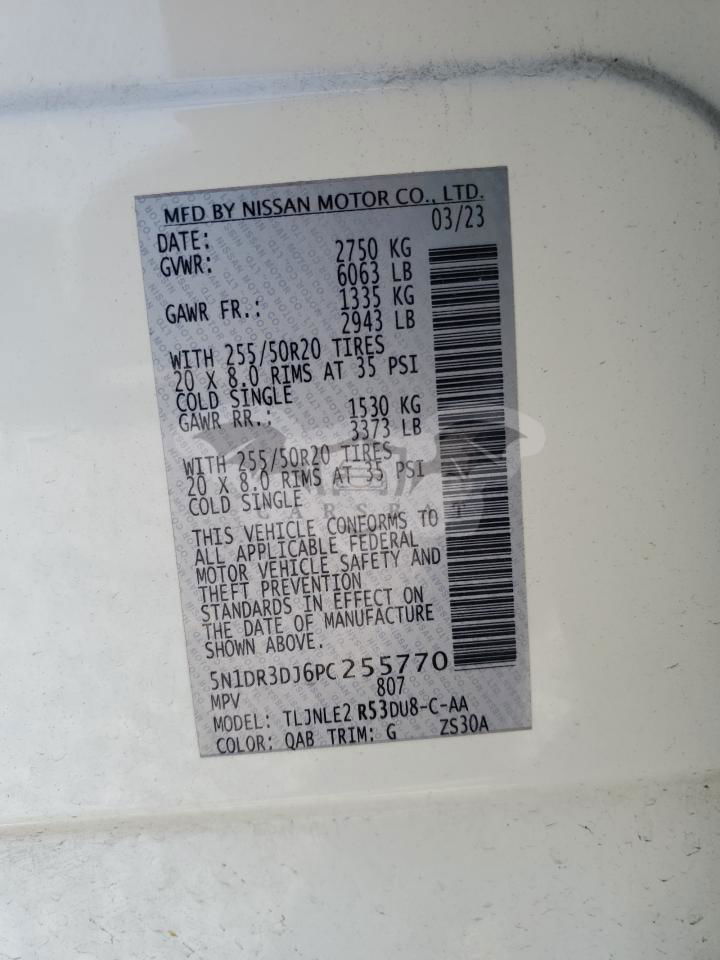 MFD BY NISSAN MOTOR CO., LTD.
DATE: 03/23
GVWR: 2750 KG
6063 LB
GAWR FR.: 1335 KG
2943 LB
WITH 255/50R20 TIRES
20 X 8.0 RIMS AT 35 PSI
COLD SINGLE
GAWR RR.: 1530 KG
3373 LB
WITH 255/50R20 TIRES
20 X 8.0 RIMS AT 35 PSI
COLD SINGLE
THIS VEHICLE CONFORMS TO
ALL APPLICABLE FEDERAL
MOTOR VEHICLE SAFETY AND
THEFT PREVENTION
STANDARDS IN EFFECT ON
THE DATE OF MANUFACTURE
SHOWN ABOVE.
5N1DR3DJ6PC255770
MPV 807
MODEL: TLJNLE2 R53DU8-C-AA
COLOR: QAB TRIM: G ZS30A